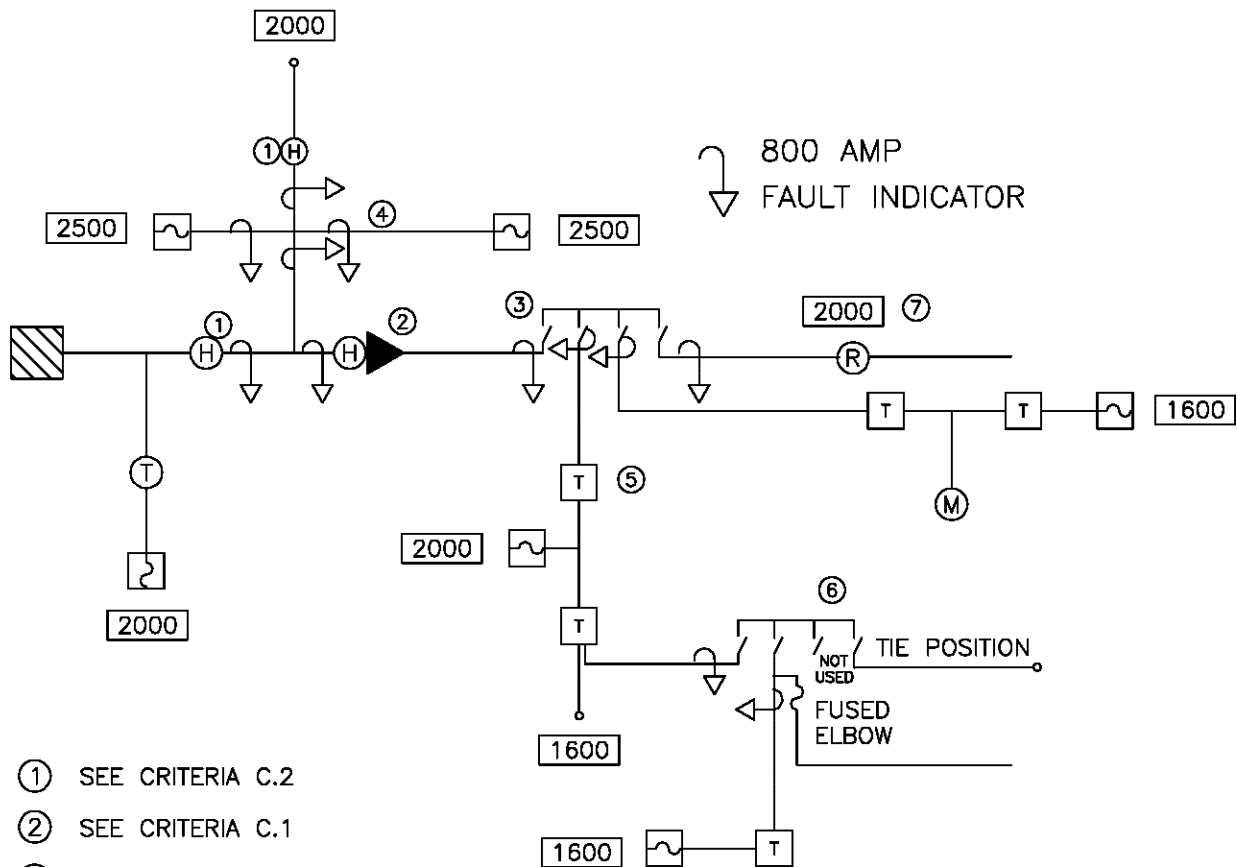 2000
① H
800 AMP
FAULT INDICATOR
④
2500
2500
①
②
③
2000
⑦
H
H
R
T
T
1600
T
T
⑤
M
2000
2000
⑥
T
TIE POSITION
NOT
USED
FUSED
ELBOW
1600
① SEE CRITERIA C.2
② SEE CRITERIA C.1
1600
T